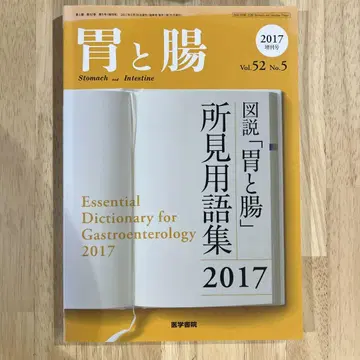 胃と腸
Stomach and Intestine
2017
増刊号
Vol.52 No.5
図説「胃と腸」
所見用語集
2017
Essential
Dictionary for
Gastroenterology
2017
医学書院